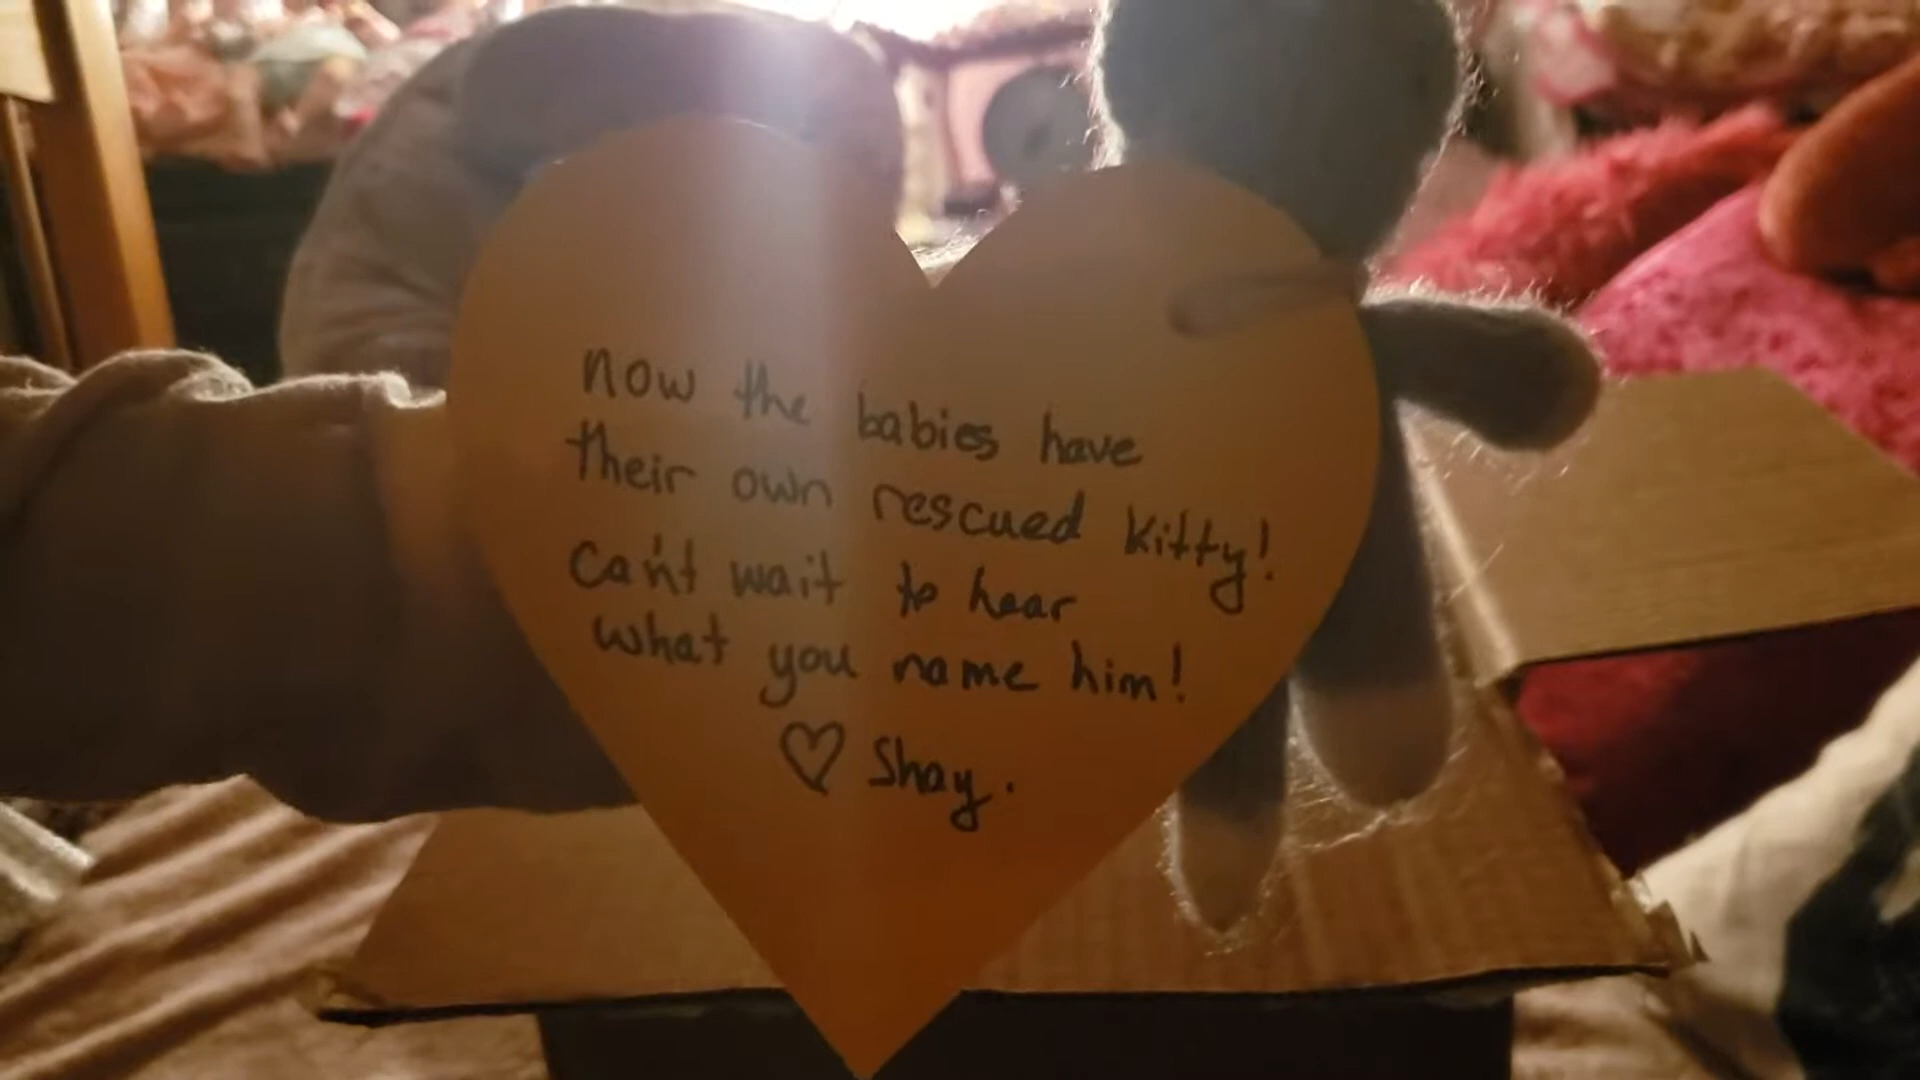 now the babies have
their own rescued kitty!
can't wait to hear
what you name him!
♡ Shay.